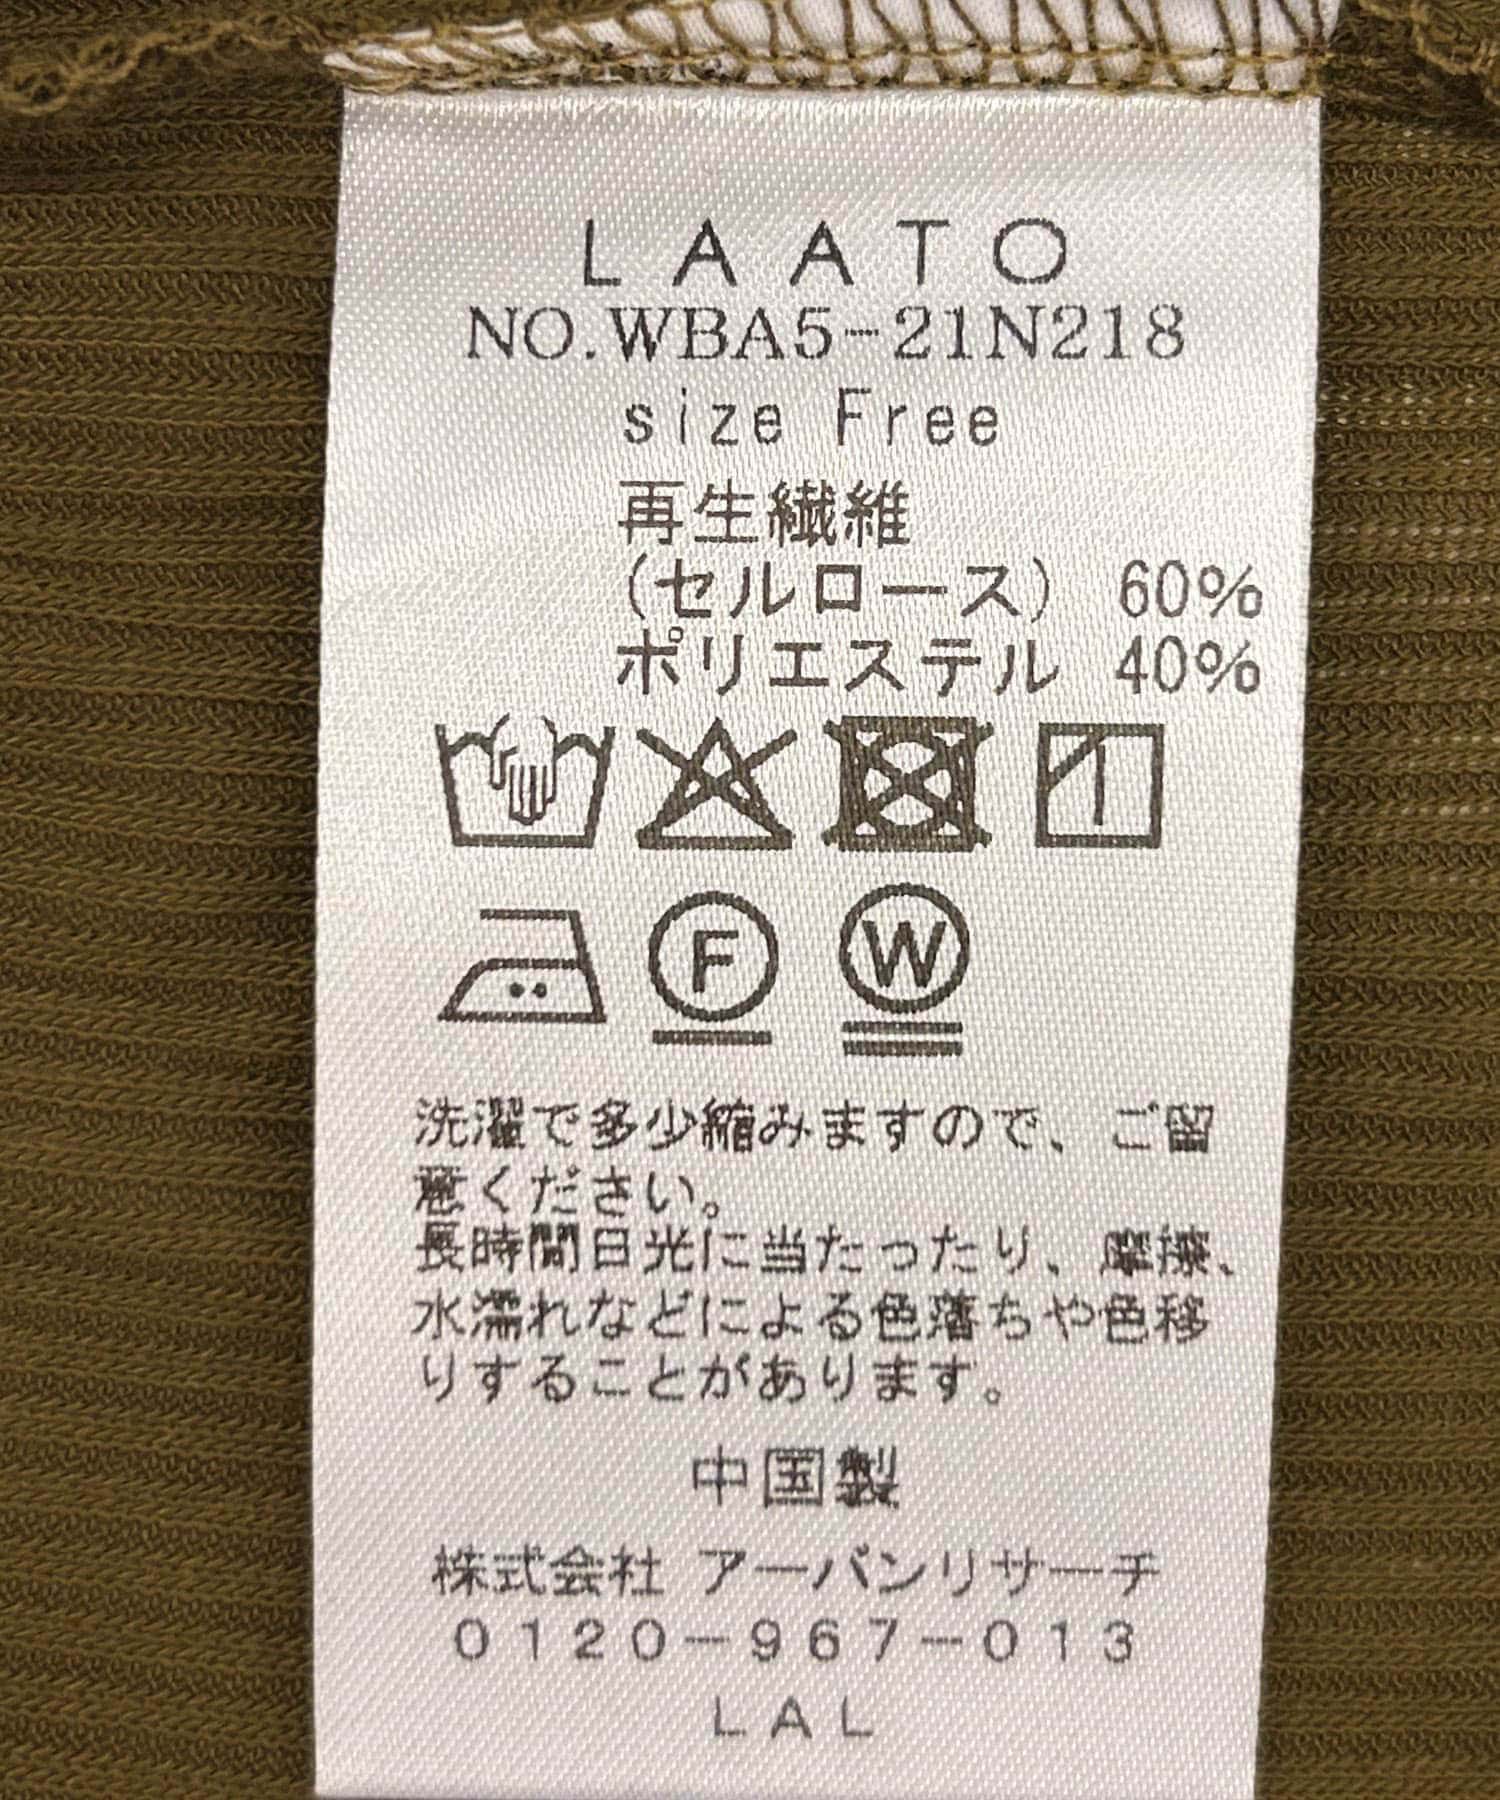 LAATO
NO.WBA5-21N218
size Free
再生繊維
(セルロース) 60%
ポリエステル 40%
F W
洗濯で多少縮みますので、ご留
意ください。
長時間日光に当たったり、摩擦、
水濡れなどによる色落ちや色移
りすることがあります。
中国製
株式会社 アーバンリサーチ
0120-967-013
LAL